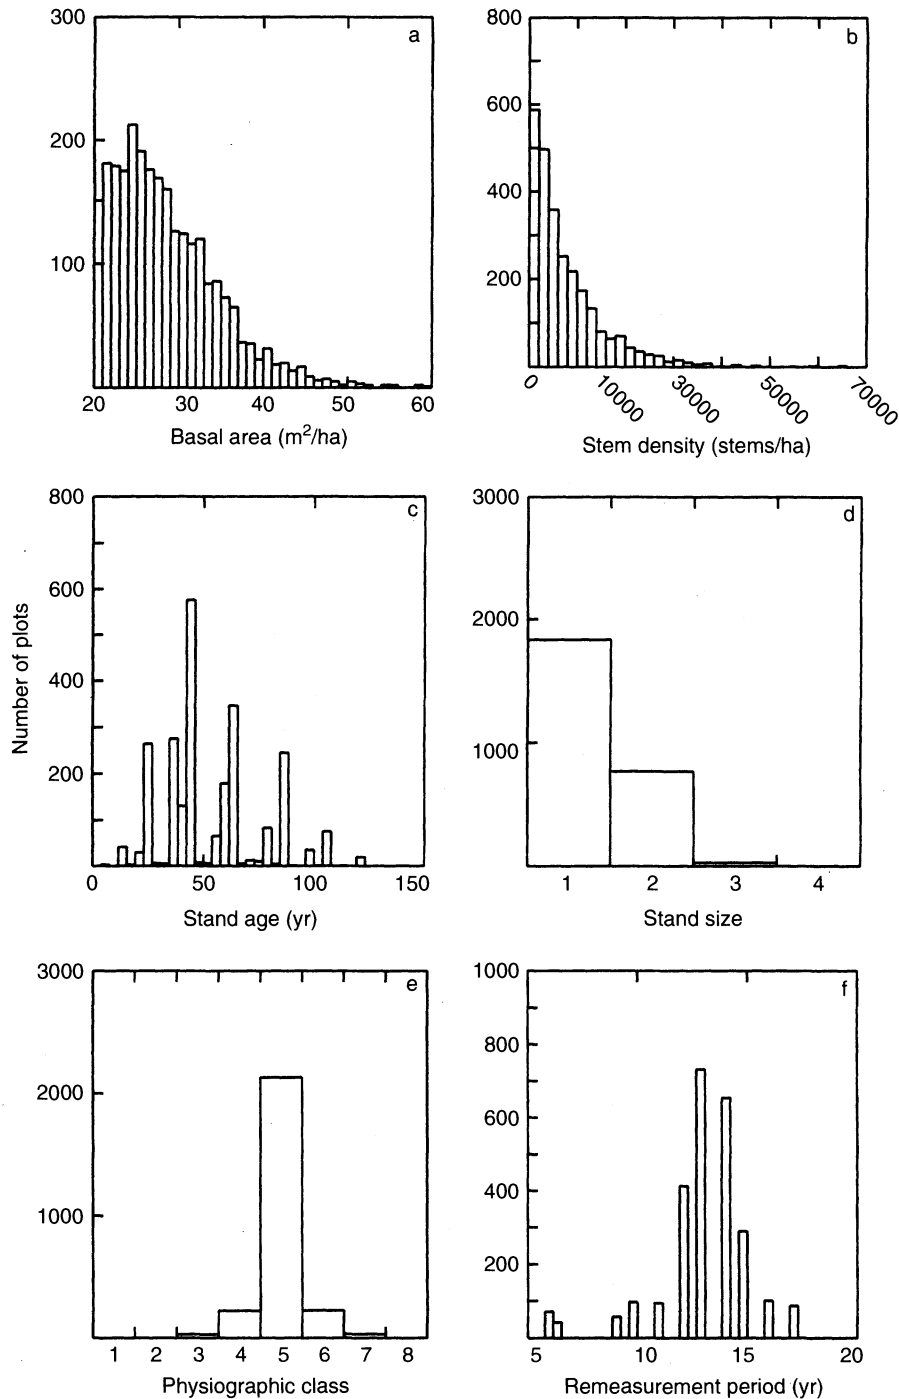 300
a
200
100
20 30 40 50 60
Basal area (m²/ha)
800
b
600
400
200
0 10000 30000 50000 70000
Stem density (stems/ha)
Number of plots
800
c
600
400
200
0 50 100 150
Stand age (yr)
3000
d
2000
1000
1 2 3 4
Stand size
3000
e
2000
1000
1 2 3 4 5 6 7 8
Physiographic class
1000
f
800
600
400
200
5 10 15 20
Remeasurement period (yr)